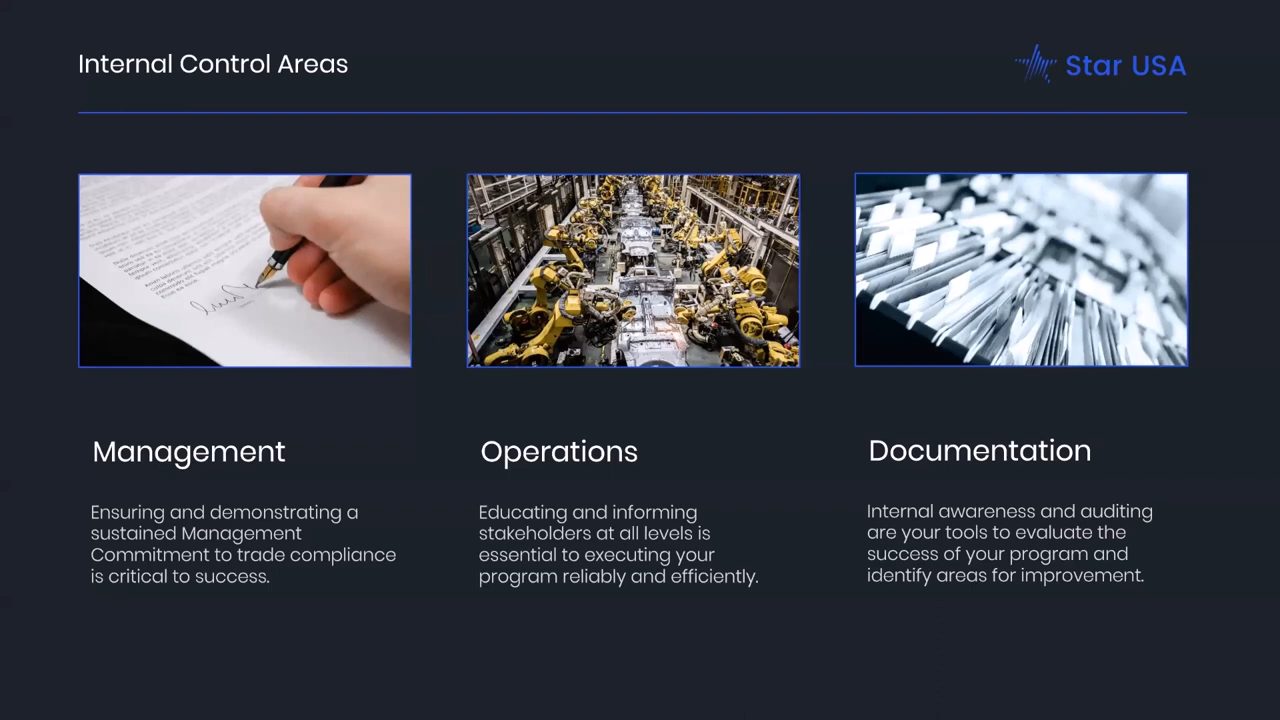 Internal Control Areas
Star USA
Management
Ensuring and demonstrating a
sustained Management
Commitment to trade compliance
is critical to success.
Operations
Educating and informing
stakeholders at all levels is
essential to executing your
program reliably and efficiently.
Documentation
Internal awareness and auditing
are your tools to evaluate the
success of your program and
identify areas for improvement.